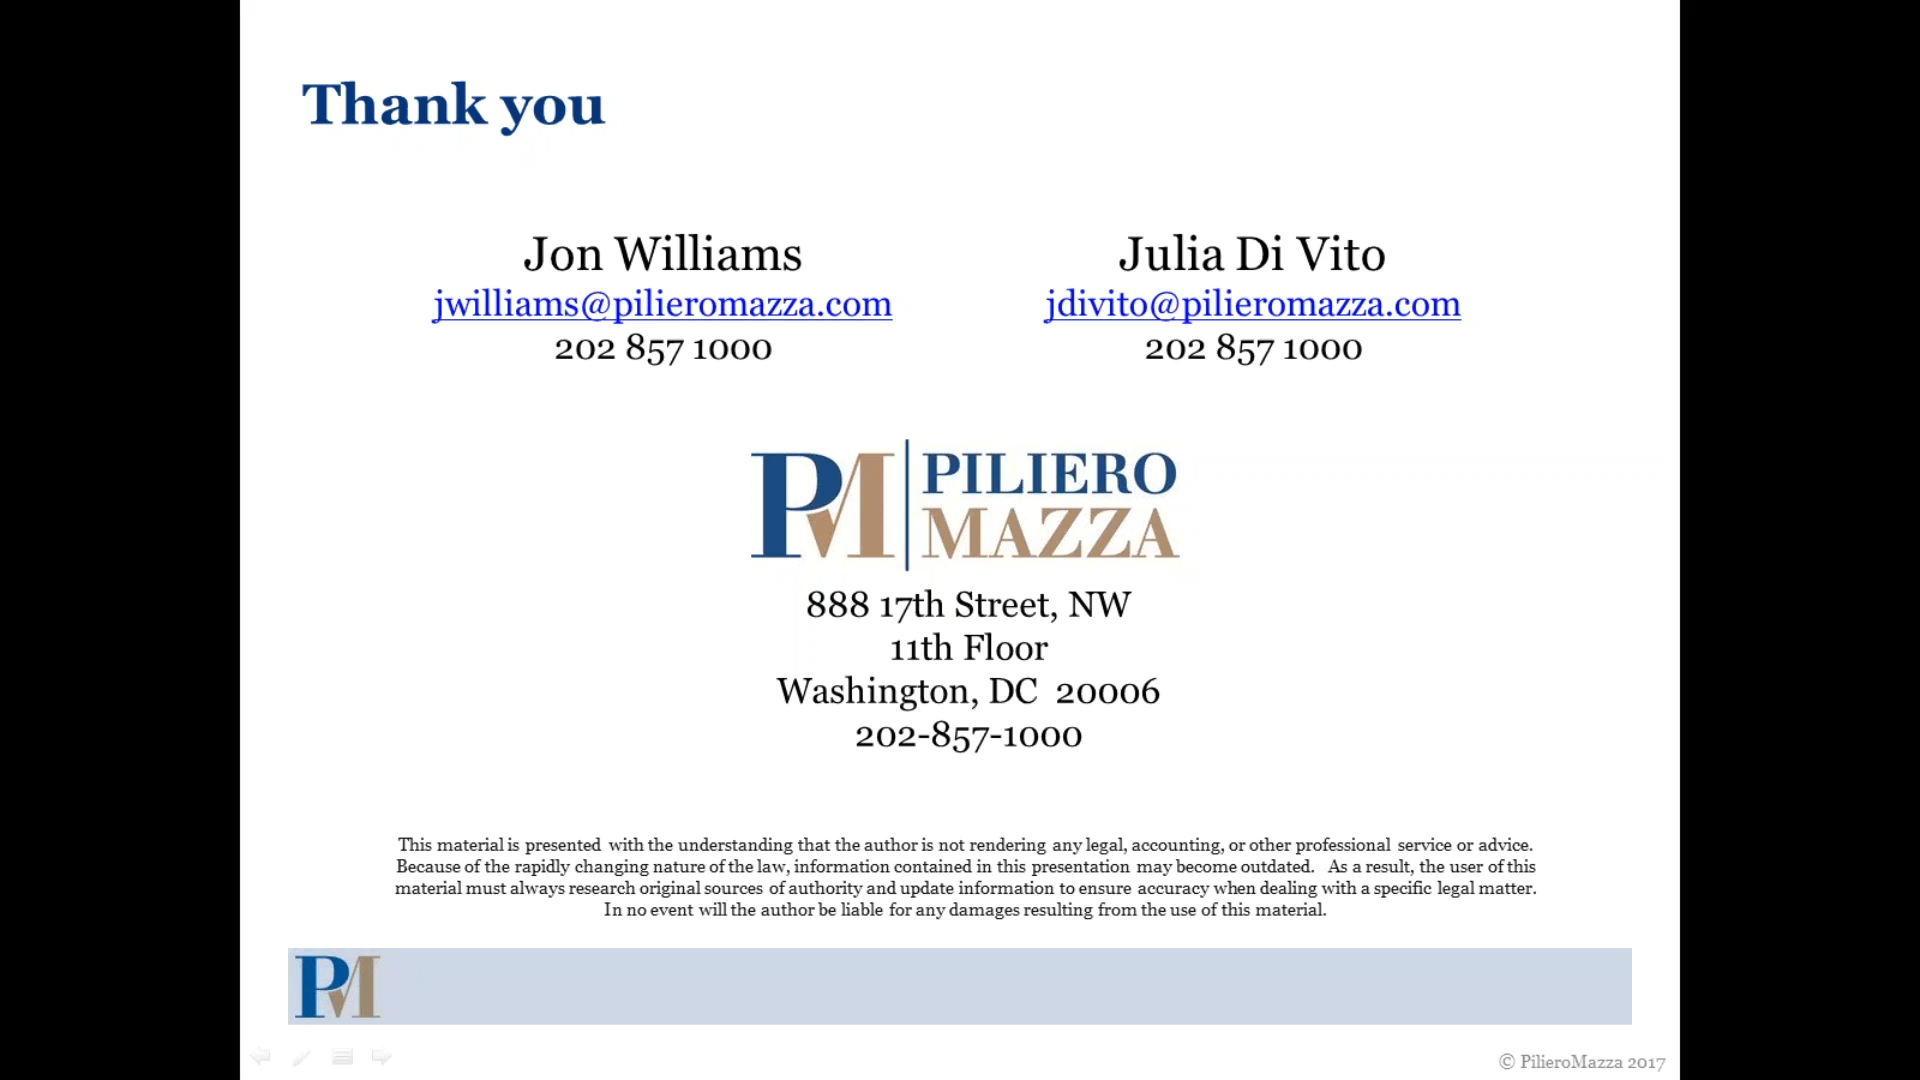 Thank you
Jon Williams
jwilliams@pilieromazza.com
202 857 1000
Julia Di Vito
jdivito@pilieromazza.com
202 857 1000
PM PILIERO
MAZZA
888 17th Street, NW
11th Floor
Washington, DC  20006
202-857-1000
This material is presented with the understanding that the author is not rendering any legal, accounting, or other professional service or advice.
Because of the rapidly changing nature of the law, information contained in this presentation may become outdated.  As a result, the user of this
material must always research original sources of authority and update information to ensure accuracy when dealing with a specific legal matter.
In no event will the author be liable for any damages resulting from the use of this material.
PM
© PilieroMazza 2017